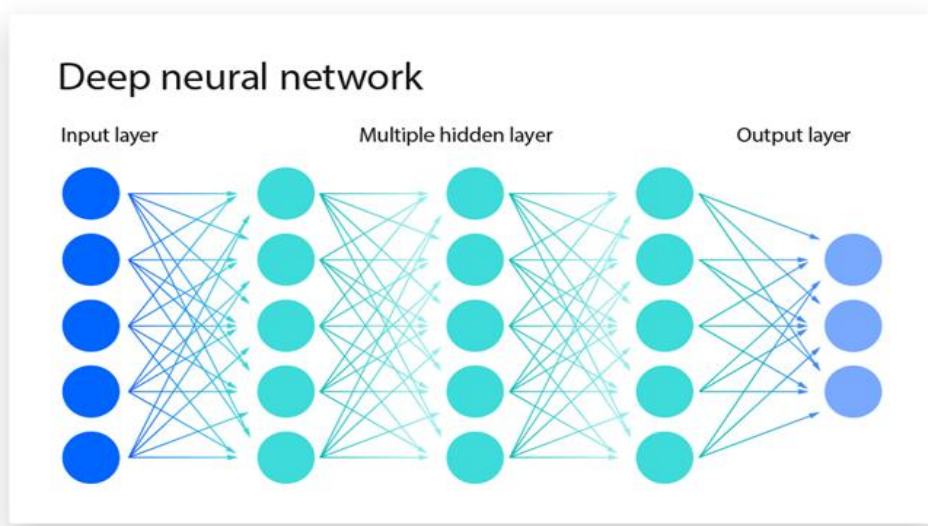 Deep neural network
Input layer
Multiple hidden layer
Output layer